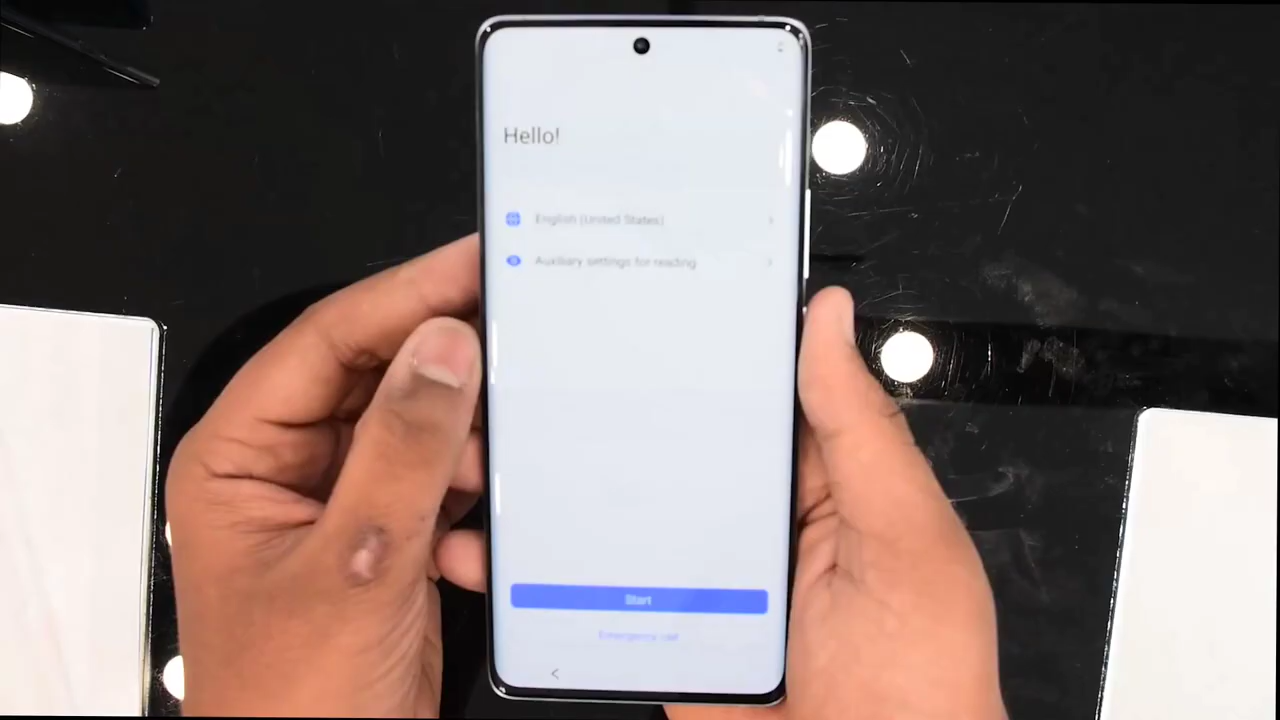 Hello!
English (United States)
Auxiliary settings for reading
Start
Emergency call